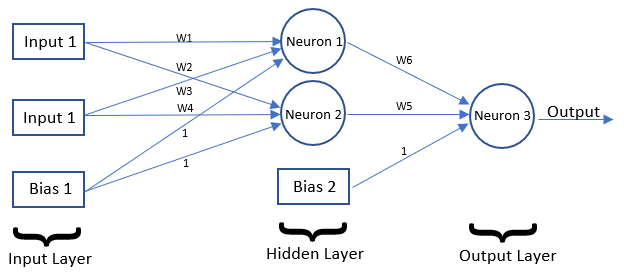 Input 1
W1
Neuron 1
W6
W2
W3
Input 1
W4
Neuron 2
W5
Neuron 3
Output
1
1
1
Bias 1
Bias 2
Input Layer
Hidden Layer
Output Layer